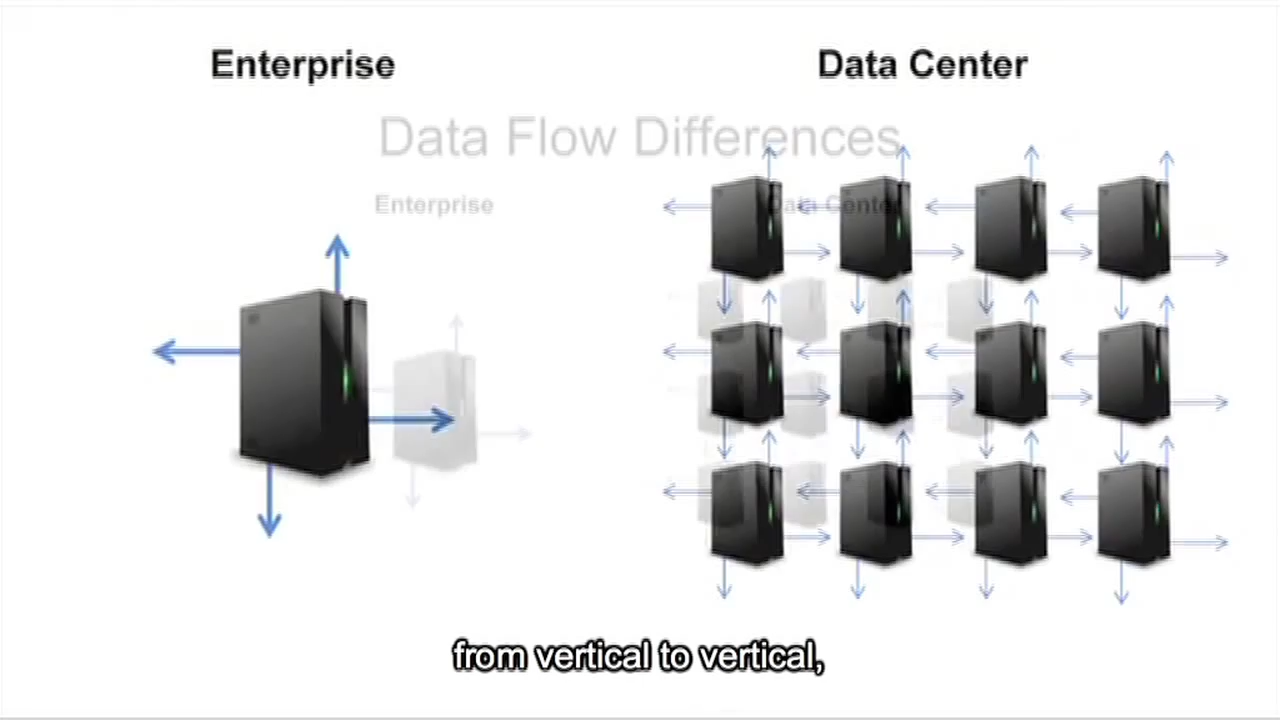 Enterprise
Data Center
Data Flow Differences
Enterprise
Data Center
from vertical to vertical,